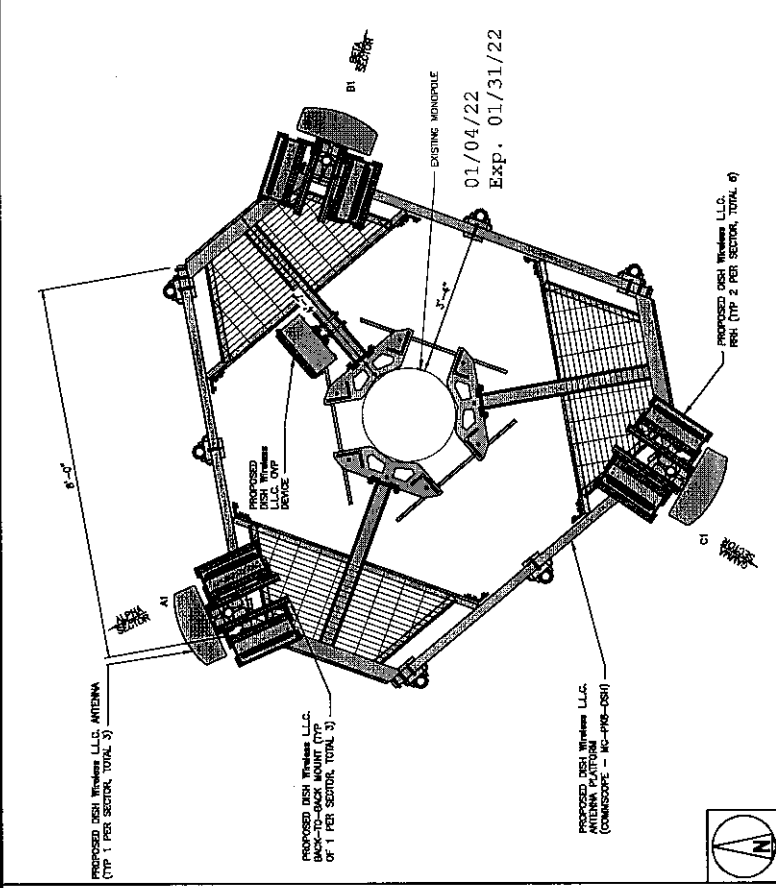 PROPOSED DISH Wireless L.L.C. ANTENNA
(TYP 1 PER SECTOR, TOTAL 3)
8'-0"
ALPHA
SECTOR
A1
B1
BETA
SECTOR
EXISTING MONOPOLE
01/04/22
Exp. 01/31/22
PROPOSED
DISH Wireless
L.L.C. OVP
DEVICE
PROPOSED DISH Wireless L.L.C.
BACK-TO-BACK MOUNT (TYP
OF 1 PER SECTOR, TOTAL 3)
C1
GAMMA
SECTOR
PROPOSED DISH Wireless L.L.C.
RRH (TYP 2 PER SECTOR, TOTAL 6)
PROPOSED DISH Wireless L.L.C.
ANTENNA PLATFORM
(COMMSCOPE - MC-PK8-DSH)
N